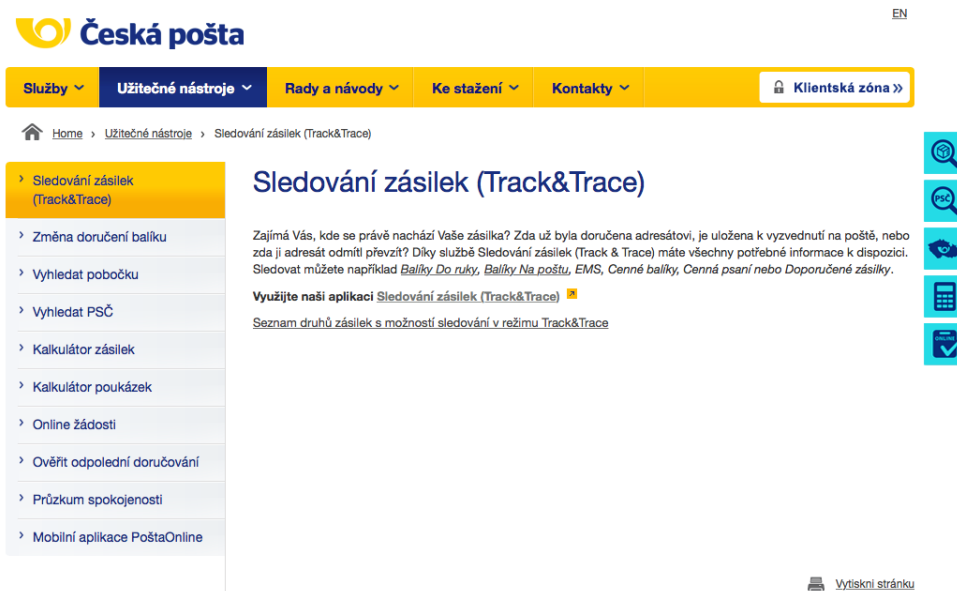 EN
Česká pošta
Služby
Užitečné nástroje
Rady a návody
Ke stažení
Kontakty
Klientská zóna »
Home › Užitečné nástroje › Sledování zásilek (Track&Trace)
› Sledování zásilek
(Track&Trace)
› Změna doručení balíku
› Vyhledat pobočku
› Vyhledat PSČ
› Kalkulátor zásilek
› Kalkulátor poukázek
› Online žádosti
› Ověřit odpolední doručování
› Průzkum spokojenosti
› Mobilní aplikace PoštaOnline
Sledování zásilek (Track&Trace)
Zajímá Vás, kde se právě nachází Vaše zásilka? Zda už byla doručena adresátovi, je uložena k vyzvednutí na poště, nebo
zda ji adresát odmítl převzít? Díky službě Sledování zásilek (Track & Trace) máte všechny potřebné informace k dispozici.
Sledovat můžete například Balíky Do ruky, Balíky Na poštu, EMS, Cenné balíky, Cenná psaní nebo Doporučené zásilky.
Využijte naši aplikaci Sledování zásilek (Track&Trace)
Seznam druhů zásilek s možností sledování v režimu Track&Trace
PSČ
ONLINE
Vytiskni stránku